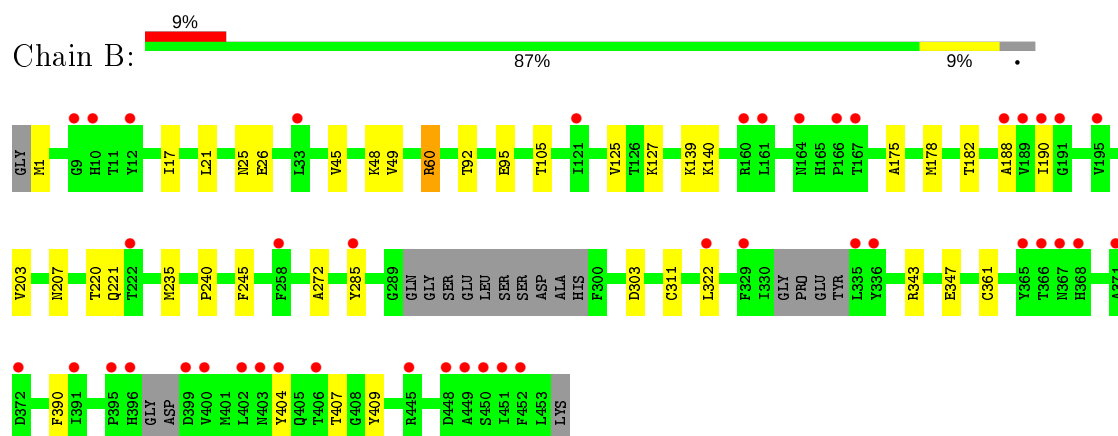 9%
Chain B:
87% 9% •
GLY M1 G9 H10 T11 Y12 I17 L21 N25 E26 L33 V45 K48 V49 R60 T92 E95 T105 I121 V125 T126 K127 K139 K140 R160 L161 N164 H165 P166 T167 A175 M178 T182 A188 V189 I190 G191 V195
V203 N207 T220 Q221 T222 M235 P240 F245 F258 A272 Y285 G289 GLN GLY SER GLU LEU SER SER ASP ALA HIS F300 D303 C311 L322 F329 I330 GLY PRO GLU TYR L335 Y336 R343 E347 C361 Y365 T366 N367 H368 A371
D372 F390 I391 P395 H396 GLY ASP D399 V400 M401 L402 N403 Y404 Q405 T406 T407 G408 Y409 R445 D448 A449 S450 I451 F452 L453 LYS